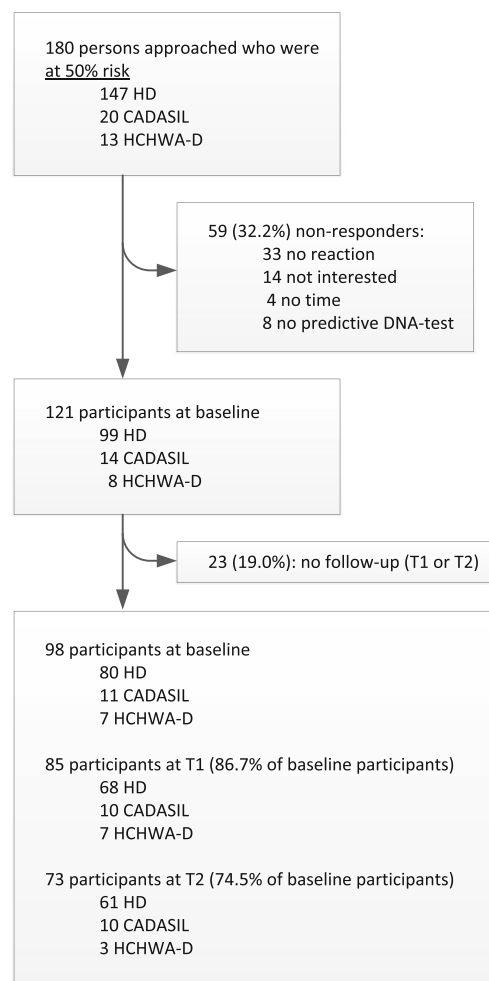 180 persons approached who were
at 50% risk
147 HD
20 CADASIL
13 HCHWA-D
59 (32.2%) non-responders:
33 no reaction
14 not interested
4 no time
8 no predictive DNA-test
121 participants at baseline
99 HD
14 CADASIL
8 HCHWA-D
23 (19.0%): no follow-up (T1 or T2)
98 participants at baseline
80 HD
11 CADASIL
7 HCHWA-D
85 participants at T1 (86.7% of baseline participants)
68 HD
10 CADASIL
7 HCHWA-D
73 participants at T2 (74.5% of baseline participants)
61 HD
10 CADASIL
3 HCHWA-D